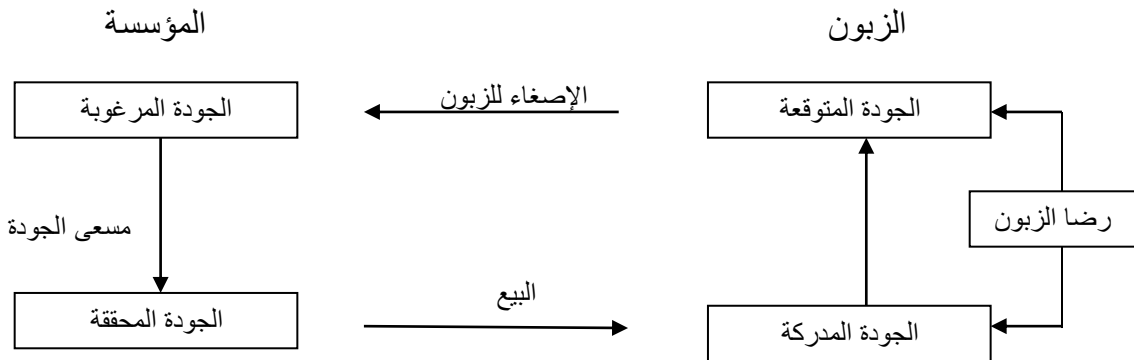 الزبون
المؤسسة
الجودة المتوقعة
الإصغاء للزبون
الجودة المرغوبة
رضا الزبون
مسعى الجودة
البيع
الجودة المدركة
الجودة المحققة